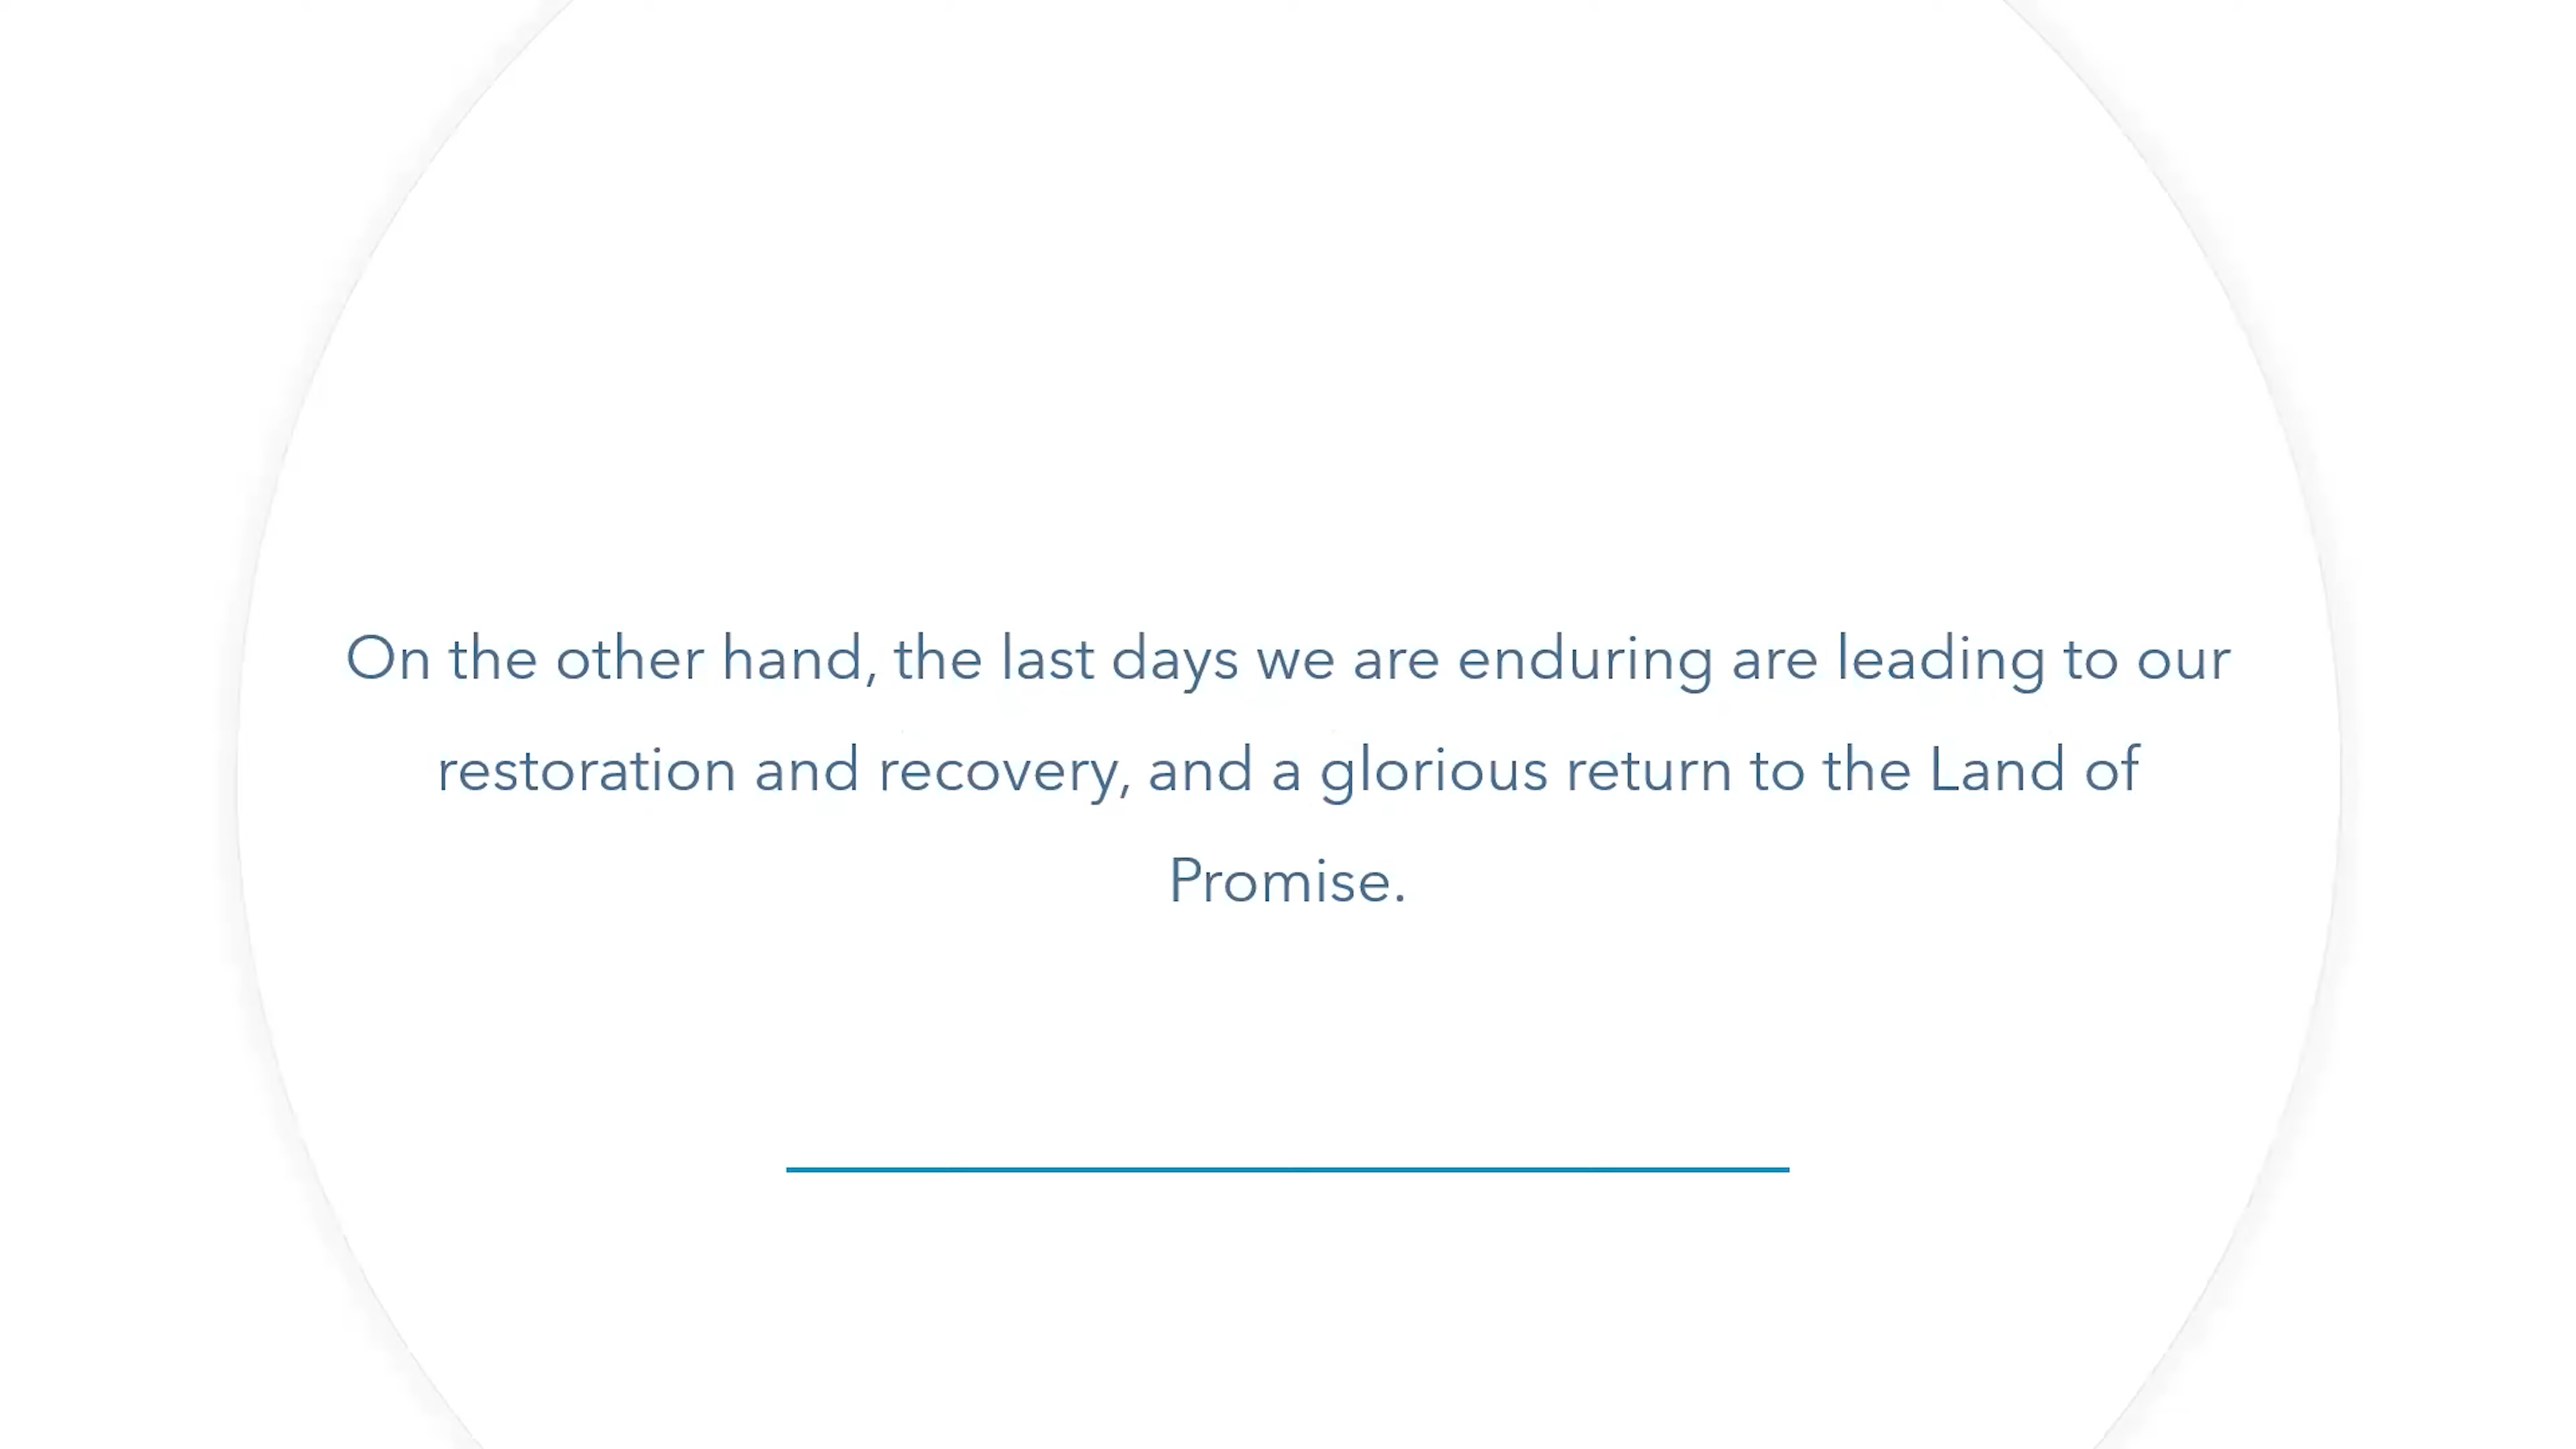 On the other hand, the last days we are enduring are leading to our
restoration and recovery, and a glorious return to the Land of
Promise.